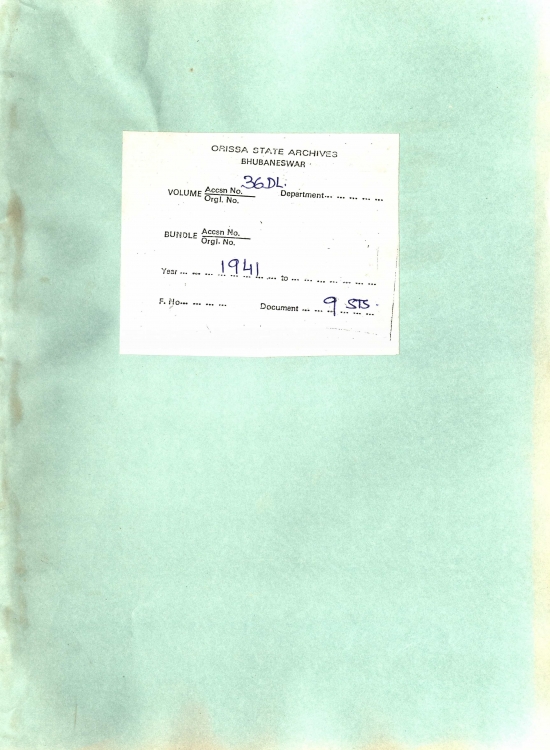 ORISSA STATE ARCHIVES
BHUBANESWAR
VOLUME Accsn No. 36DL. Department... ... ... ... ...
Orgl. No.
BUNDLE Accsn No.
Orgl. No.
Year ... ... ... 1941 ... ... to ... ... ... ... ... ... ...
F. No... ... ... ... Document ... ... 9 STS. ... ...